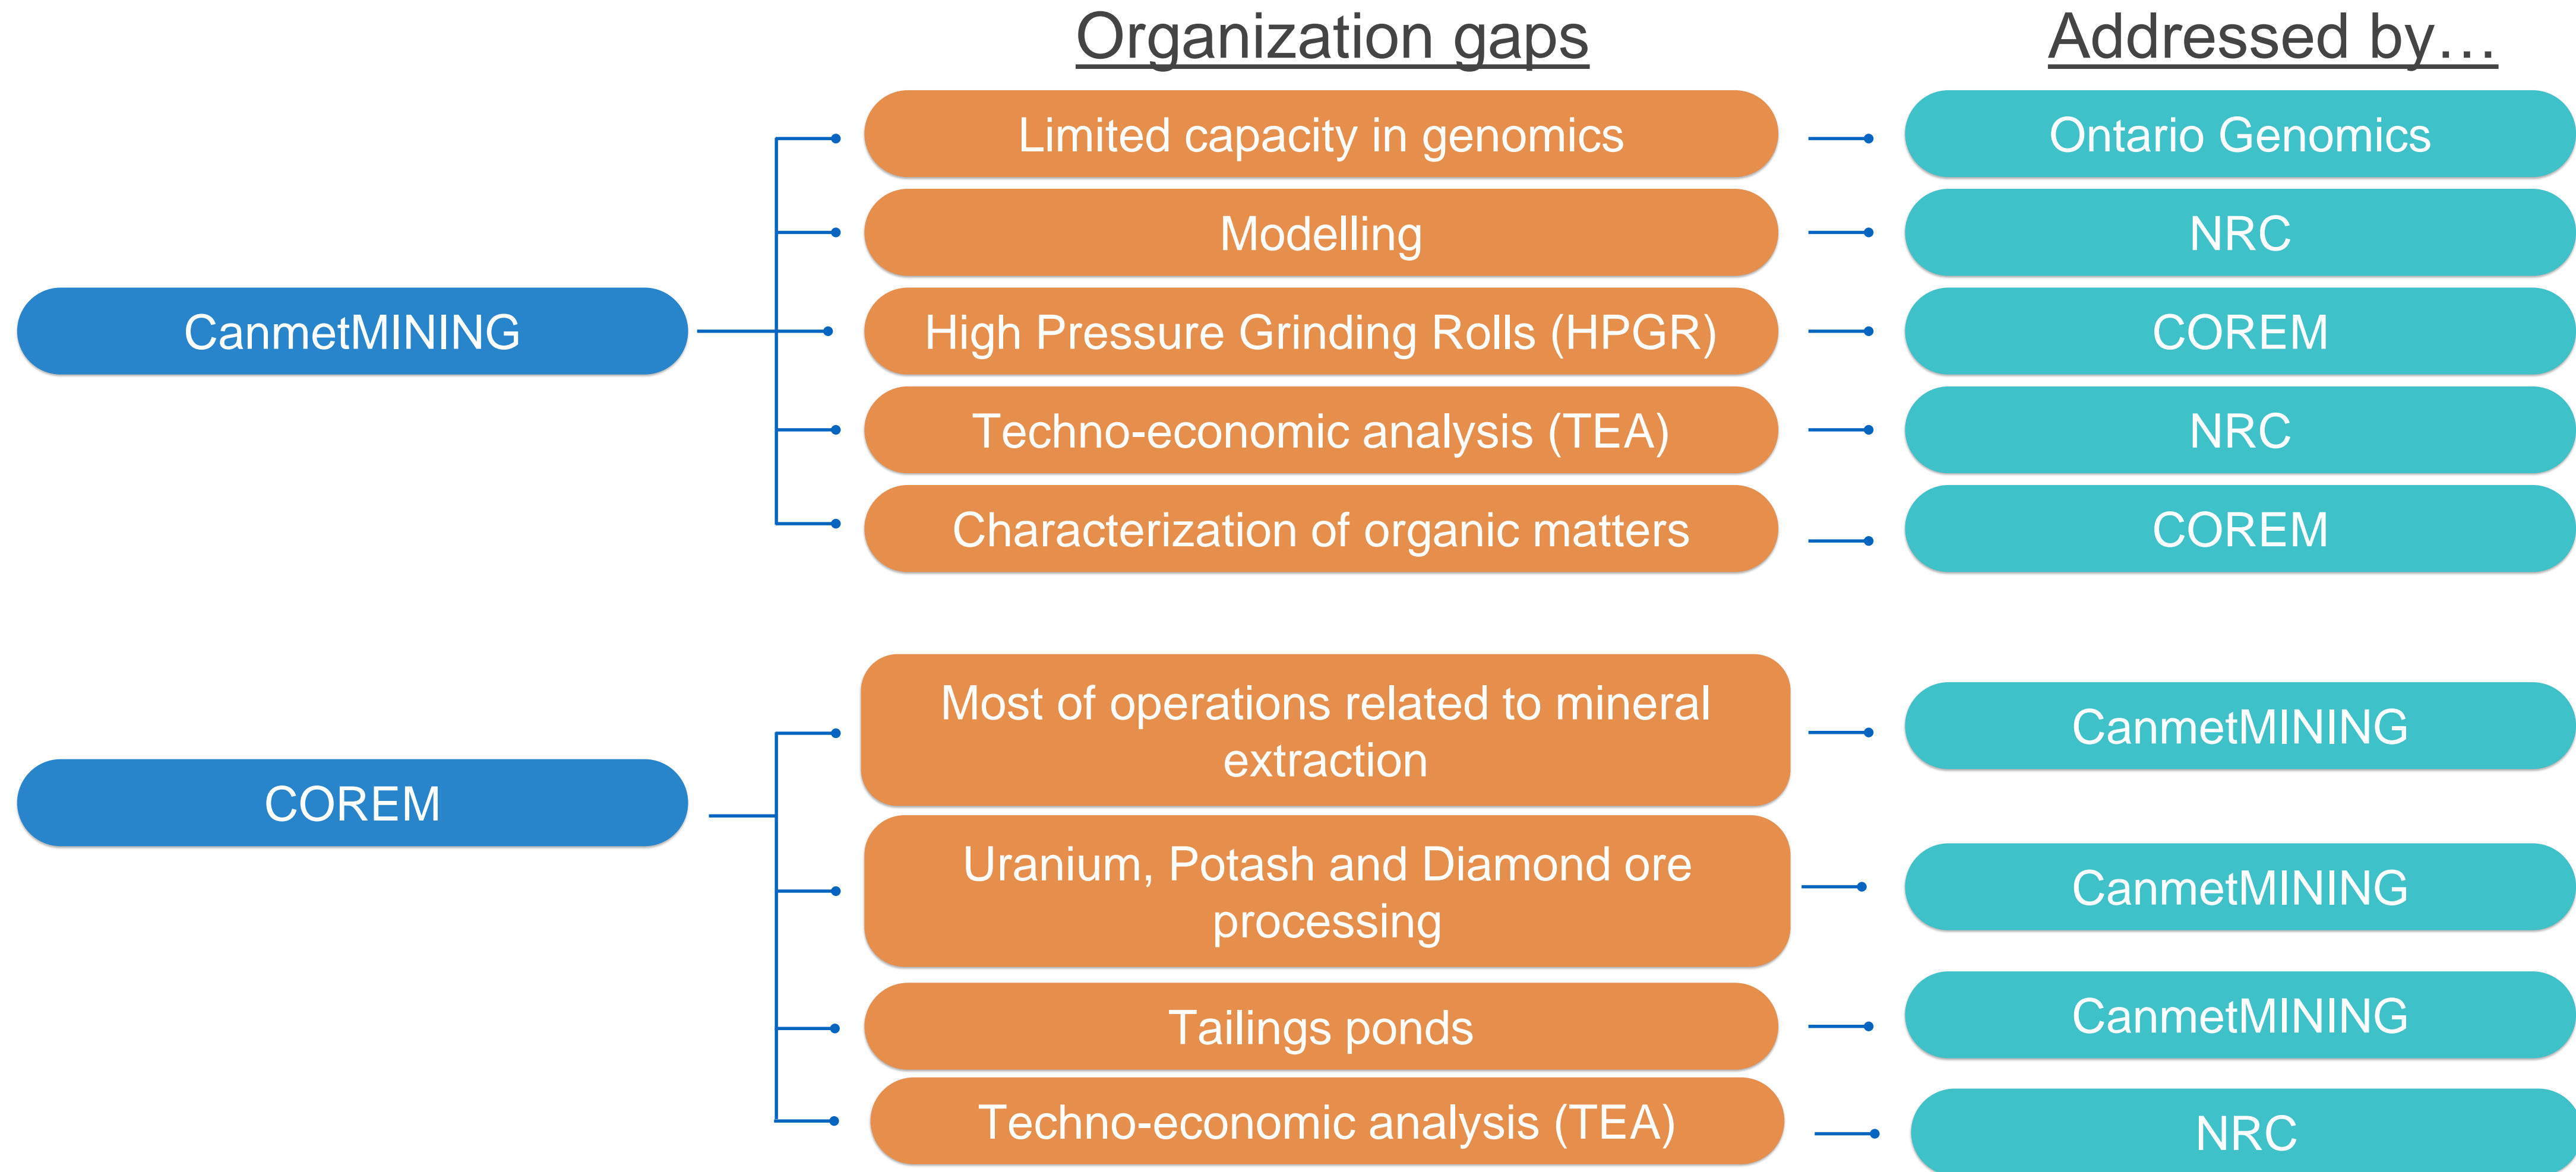 Organization gaps
Addressed by…
CanmetMINING
Limited capacity in genomics
Ontario Genomics
Modelling
NRC
High Pressure Grinding Rolls (HPGR)
COREM
Techno-economic analysis (TEA)
NRC
Characterization of organic matters
COREM
COREM
Most of operations related to mineral
extraction
CanmetMINING
Uranium, Potash and Diamond ore
processing
CanmetMINING
Tailings ponds
CanmetMINING
Techno-economic analysis (TEA)
NRC